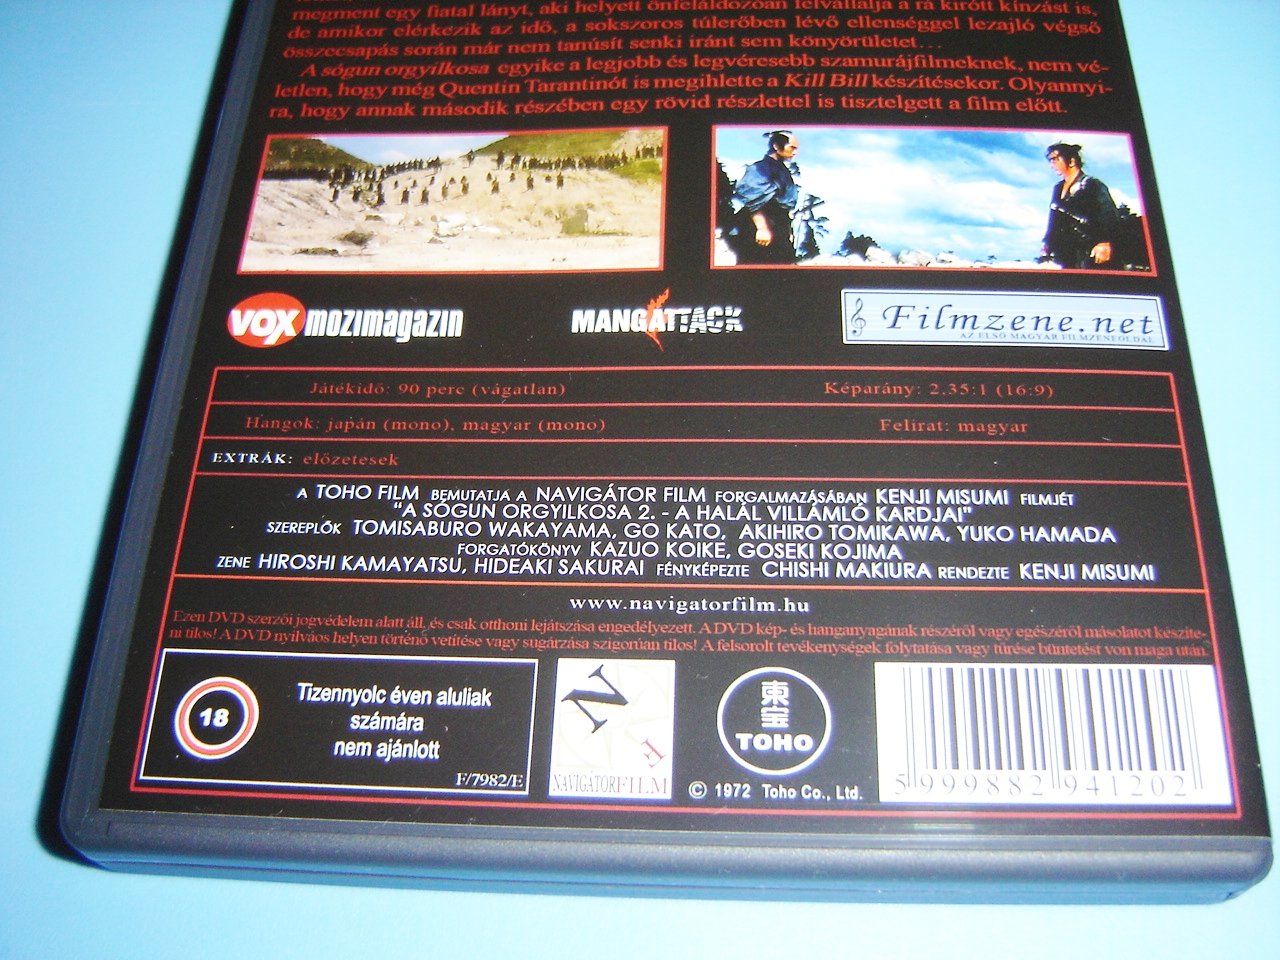 megment egy fiatal lányt, aki helyett önfeláldozóan felvállalja a rá kirótt kínzást is,
de amikor elérkezik az idő, a sokszoros túlerőben lévő ellenséggel lezajló végső
összecsapás során már nem tanúsít senki iránt sem könyörületet...
A sógun orgyilkosa egyike a legjobb és legvéresebb szamurájfilmeknek, nem vé-
letlen, hogy még Quentin Tarantinót is megihlette a Kill Bill készítésekor. Olyannyi-
ra, hogy annak második részében egy rövid részlettel is tisztelgett a film előtt.
VOX mozimagazin
MANGATTACK
Filmzene.net
AZ ELSŐ MAGYAR FILMZENEOLDAL
Játékidő: 90 perc (vágatlan)
Képarány: 2.35:1 (16:9)
Hangok: japán (mono), magyar (mono)
Felirat: magyar
EXTRÁK: előzetesek
A TOHO FILM BEMUTATJA A NAVIGÁTOR FILM FORGALMAZÁSÁBAN KENJI MISUMI FILMJÉT
"A SÓGUN ORGYILKOSA 2. - A HALÁL VILLÁMLÓ KARDJAI"
SZEREPLŐK TOMISABURO WAKAYAMA, GO KATO, AKIHIRO TOMIKAWA, YUKO HAMADA
FORGATÓKÖNYV KAZUO KOIKE, GOSEKI KOJIMA
ZENE HIROSHI KAMAYATSU, HIDEAKI SAKURAI FÉNYKÉPEZTE CHISHI MAKIURA RENDEZTE KENJI MISUMI
www.navigatorfilm.hu
Ezen DVD szerzői jogvédelem alatt áll, és csak otthoni lejátszása engedélyezett. A DVD kép- és hanganyagának részéről vagy egészéről másolatot készíte-
ni tilos! A DVD nyilváos helyen történő vetítése vagy sugárzása szigorúan tilos! A felsorolt tevékenységek folytatása vagy tűrése büntetést von maga után.
18
Tizennyolc éven aluliak
számára
nem ajánlott
F/7982/E
N
F
NAVIGÁTORFILM
東宝
TOHO
© 1972 Toho Co., Ltd.
5 999882 941202